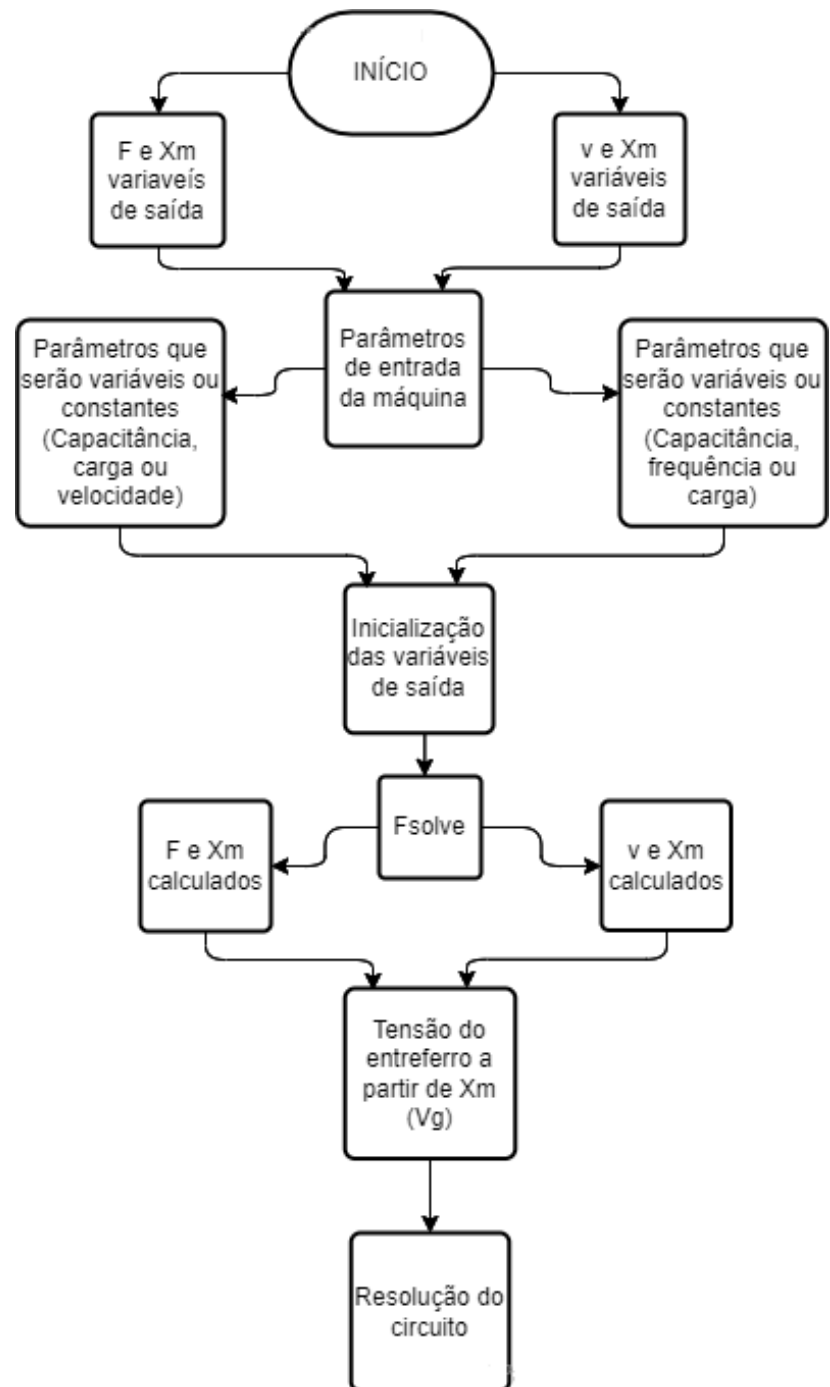 INÍCIO
F e Xm
variaveís
de saída
v e Xm
variáveis
de saída
Parâmetros
de entrada
da máquina
Parâmetros que
serão variáveis ou
constantes
(Capacitância,
carga ou
velocidade)
Parâmetros que
serão variáveis ou
constantes
(Capacitância,
frequência ou
carga)
Inicialização
das variáveis
de saída
Fsolve
F e Xm
calculados
v e Xm
calculados
Tensão do
entreferro a
partir de Xm
(Vg)
Resolução do
circuito